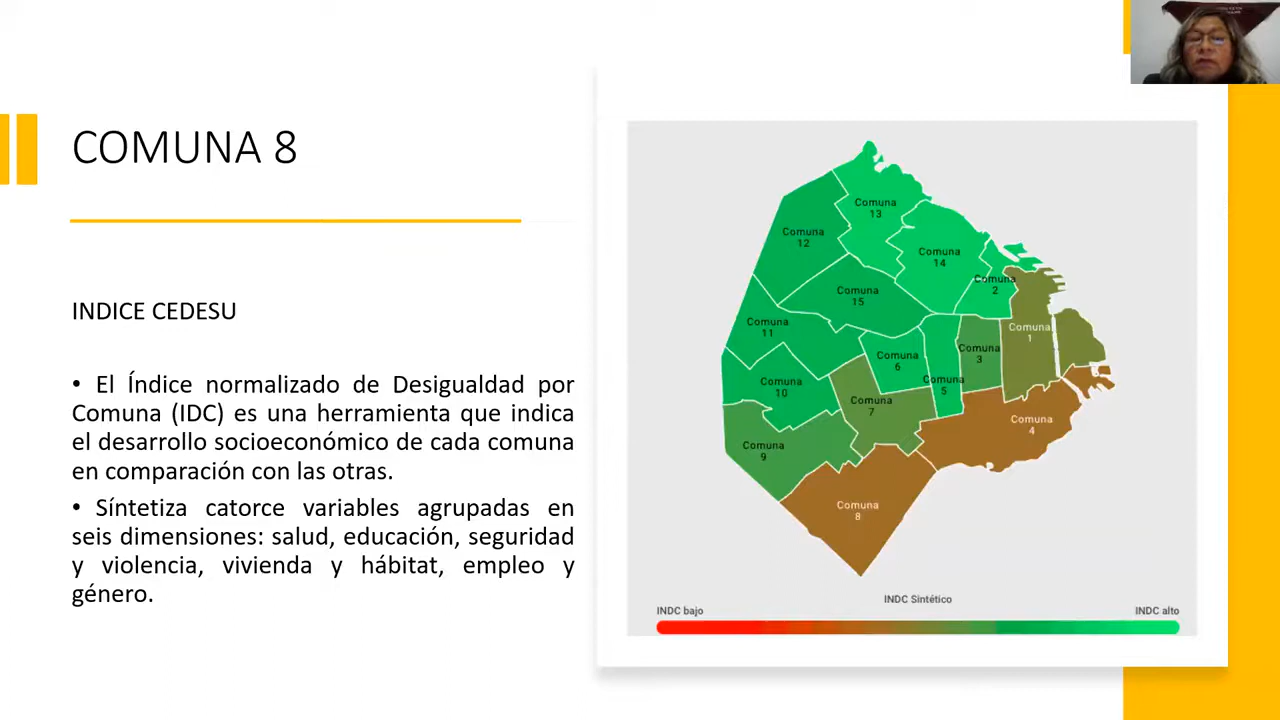 COMUNA 8
INDICE CEDESU
• El Índice normalizado de Desigualdad por
Comuna (IDC) es una herramienta que indica
el desarrollo socioeconómico de cada comuna
en comparación con las otras.
• Síntetiza catorce variables agrupadas en
seis dimensiones: salud, educación, seguridad
y violencia, vivienda y hábitat, empleo y
género.
Comuna
13
Comuna
12
Comuna
14
Comuna
2
Comuna
15
Comuna
11
Comuna
1
Comuna
3
Comuna
6
Comuna
5
Comuna
10
Comuna
7
Comuna
4
Comuna
9
Comuna
8
INDC Sintético
INDC bajo
INDC alto